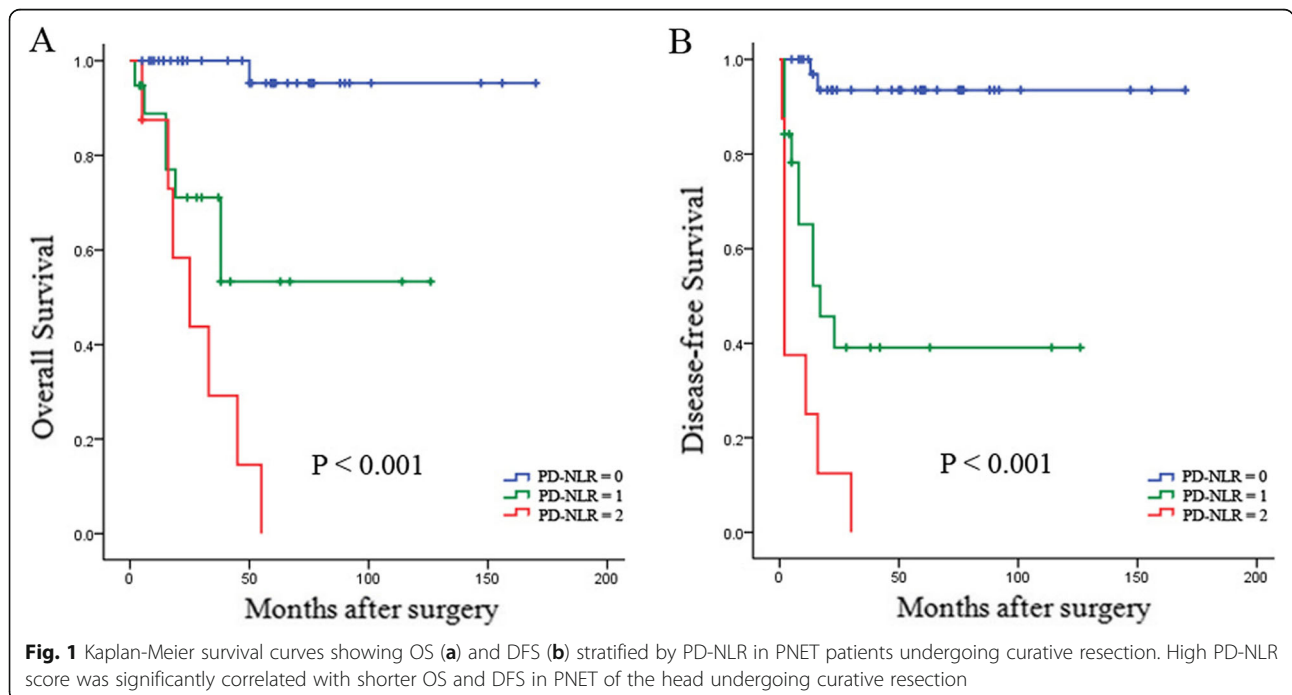 A
1.0
0.8
0.6
0.4
0.2
0.0
Overall Survival
P < 0.001
PD-NLR = 0
PD-NLR = 1
PD-NLR = 2
0 50 100 150 200
Months after surgery
B
1.0
0.8
0.6
0.4
0.2
0.0
Disease-free Survival
P < 0.001
PD-NLR = 0
PD-NLR = 1
PD-NLR = 2
0 50 100 150 200
Months after surgery
Fig. 1 Kaplan-Meier survival curves showing OS (a) and DFS (b) stratified by PD-NLR in PNET patients undergoing curative resection. High PD-NLR
score was significantly correlated with shorter OS and DFS in PNET of the head undergoing curative resection